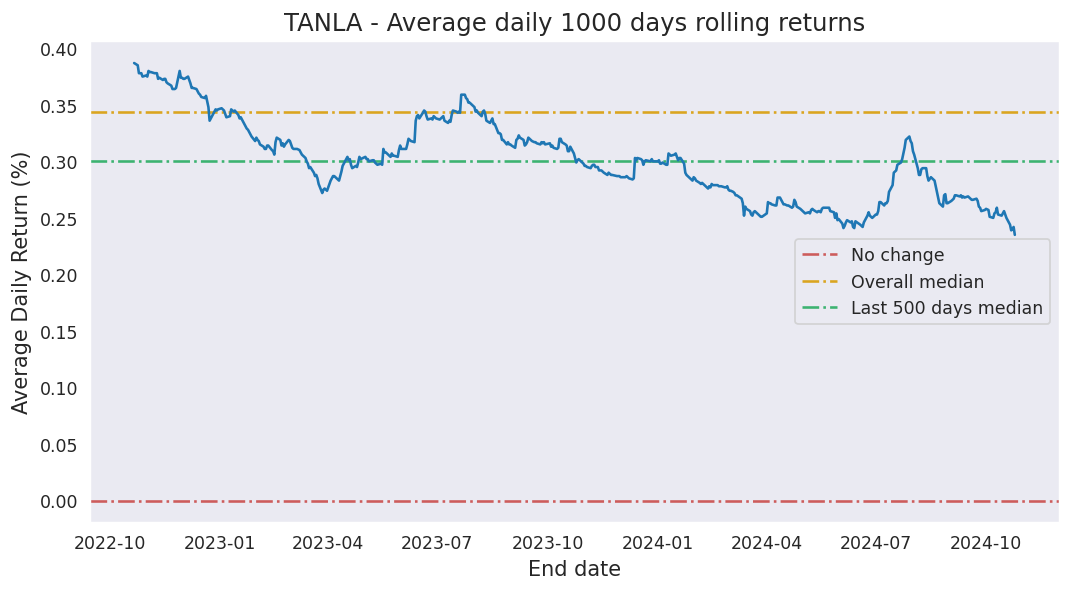 TANLA - Average daily 1000 days rolling returns
0.40
0.35
0.30
0.25
0.20
0.15
0.10
0.05
0.00
Average Daily Return (%)
No change
Overall median
Last 500 days median
2022-10 2023-01 2023-04 2023-07 2023-10 2024-01 2024-04 2024-07 2024-10
End date